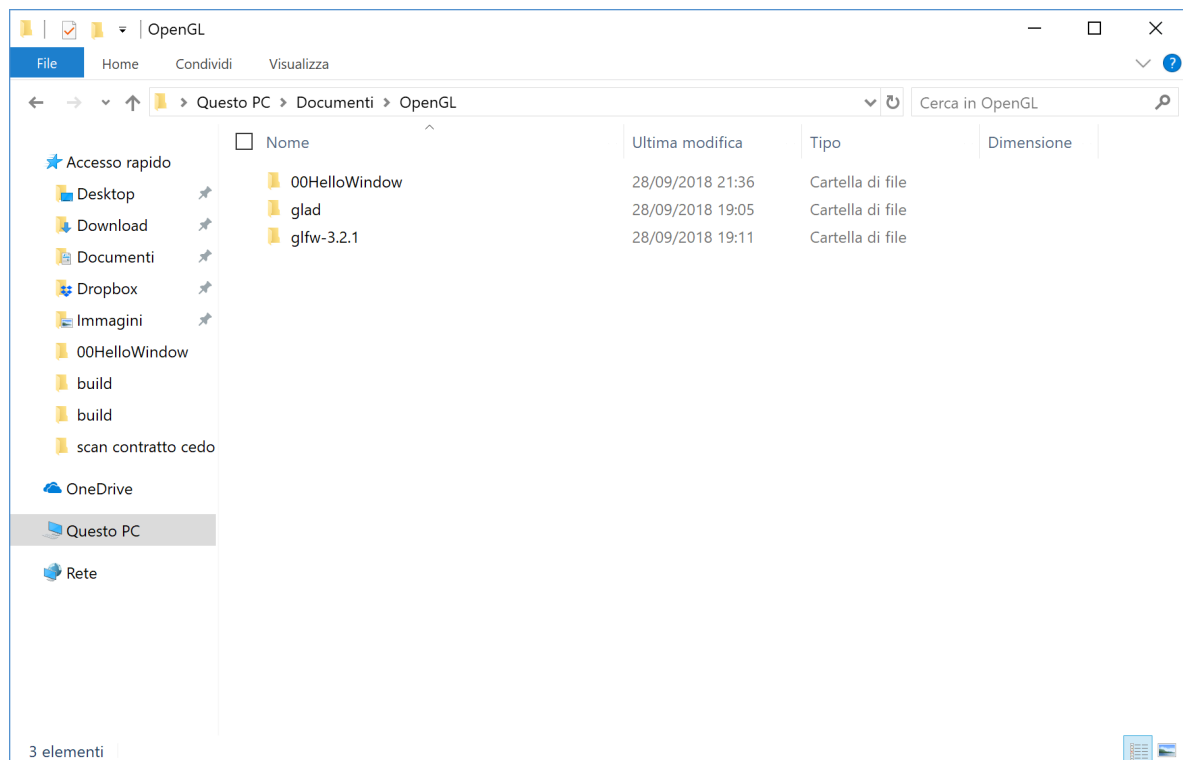 OpenGL
File Home Condividi Visualizza ?
Questo PC > Documenti > OpenGL Cerca in OpenGL
Nome Ultima modifica Tipo Dimensione
Accesso rapido
Desktop
Download
Documenti
Dropbox
Immagini
00HelloWindow
build
build
scan contratto cedo
OneDrive
Questo PC
Rete
00HelloWindow 28/09/2018 21:36 Cartella di file
glad 28/09/2018 19:05 Cartella di file
glfw-3.2.1 28/09/2018 19:11 Cartella di file
3 elementi